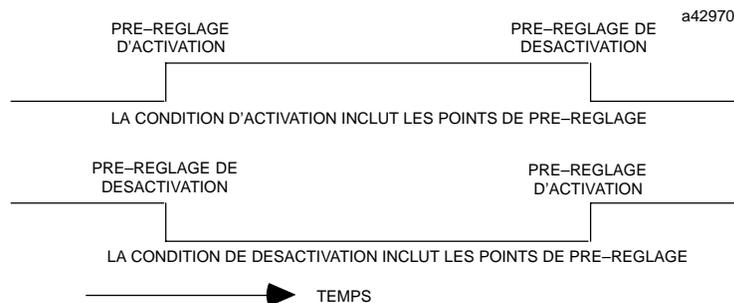 a42970
PRE–REGLAGE
D'ACTIVATION
PRE–REGLAGE DE
DESACTIVATION
LA CONDITION D'ACTIVATION INCLUT LES POINTS DE PRE–REGLAGE
PRE–REGLAGE DE
DESACTIVATION
PRE–REGLAGE
D'ACTIVATION
LA CONDITION DE DESACTIVATION INCLUT LES POINTS DE PRE–REGLAGE
TEMPS